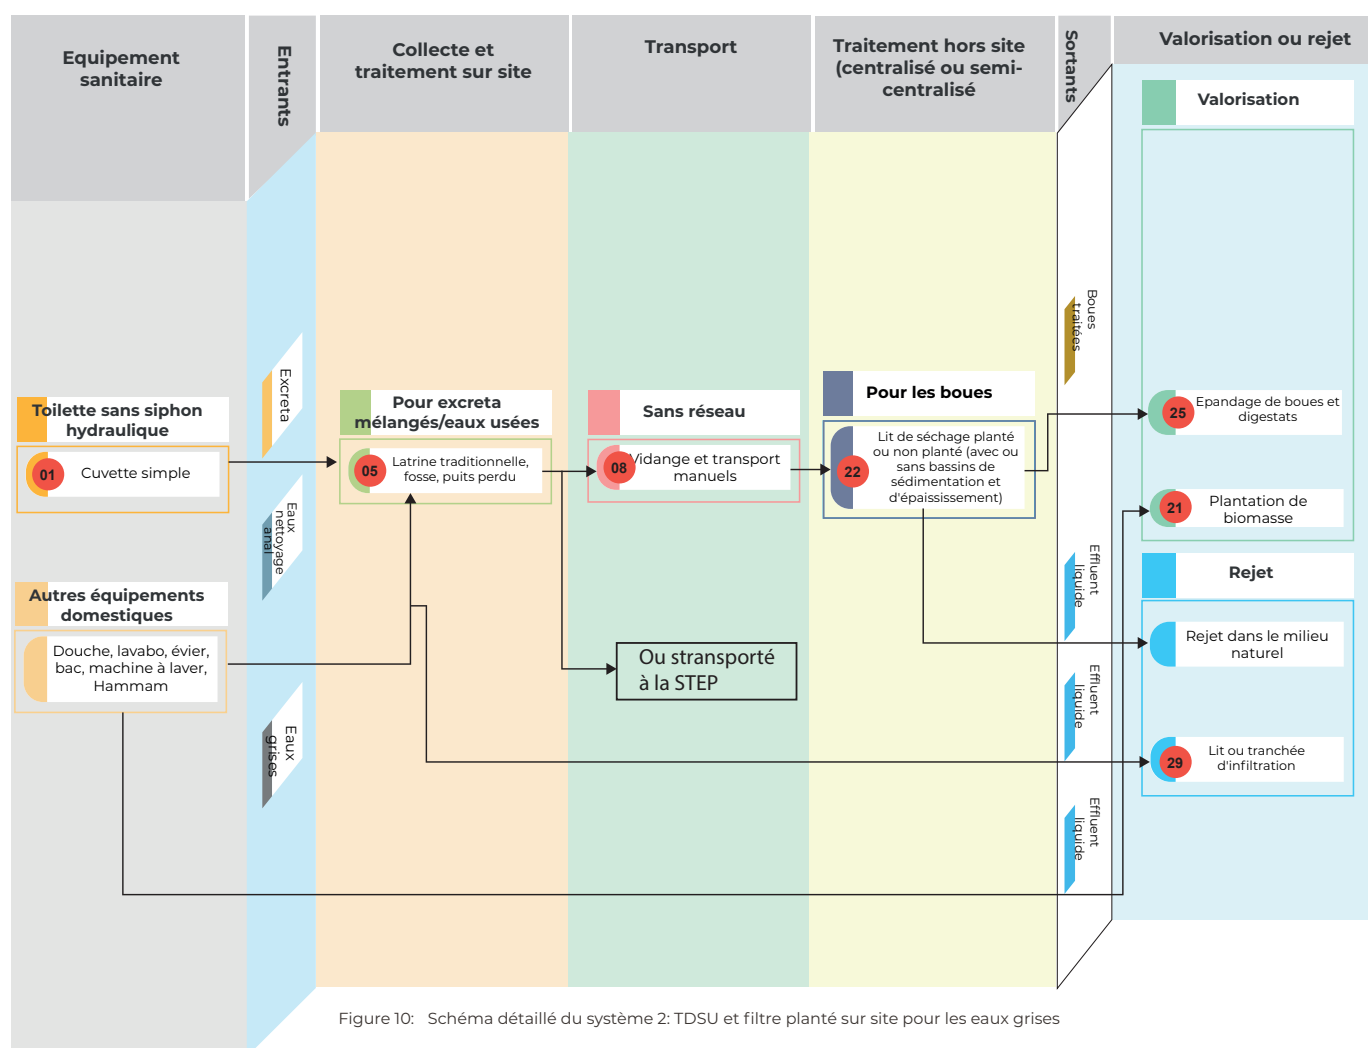 Equipement
sanitaire
Entrants
Collecte et
traitement sur site
Transport
Traitement hors site
(centralisé ou semi-
centralisé
Sortants
Valorisation ou rejet
Toilette sans siphon
hydraulique
01
Cuvette simple
Autres équipements
domestiques
Douche, lavabo, évier,
bac, machine à laver,
Hammam
Excreta
Eaux
nettoyage
anal
Eaux
grises
Pour excreta
mélangés/eaux usées
05
Latrine traditionnelle,
fosse, puits perdu
Sans réseau
08
Vidange et transport
manuels
Ou stransporté
à la STEP
Pour les boues
22
Lit de séchage planté
ou non planté (avec ou
sans bassins de
sédimentation et
d'épaississement)
Boues
traitées
Effluent
liquide
Effluent
liquide
Effluent
liquide
Valorisation
25
Epandage de boues et
digestats
21
Plantation de
biomasse
Rejet
Rejet dans le milieu
naturel
29
Lit ou tranchée
d'infiltration
Figure 10: Schéma détaillé du système 2: TDSU et filtre planté sur site pour les eaux grises